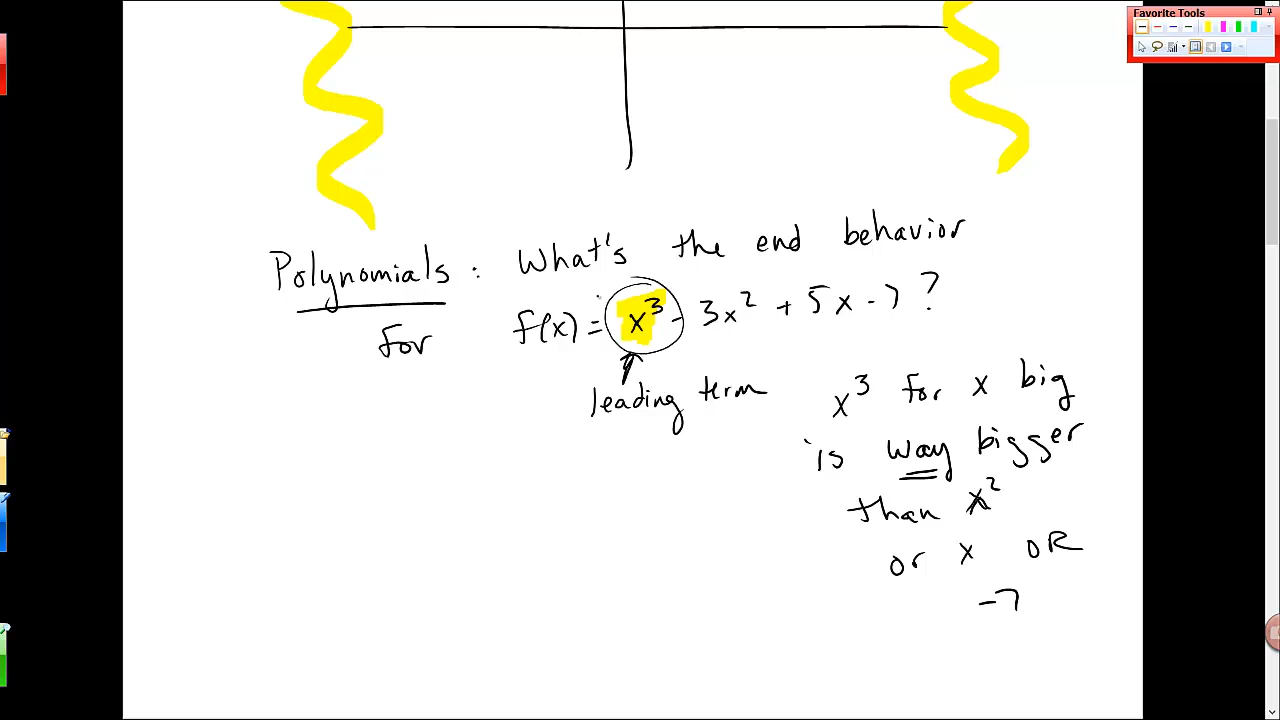 Favorite Tools
Polynomials: What's the end behavior
for f(x) = x³ - 3x² + 5x - 7?
leading term
x³ for x big
is way bigger
than x²
or x OR
-7